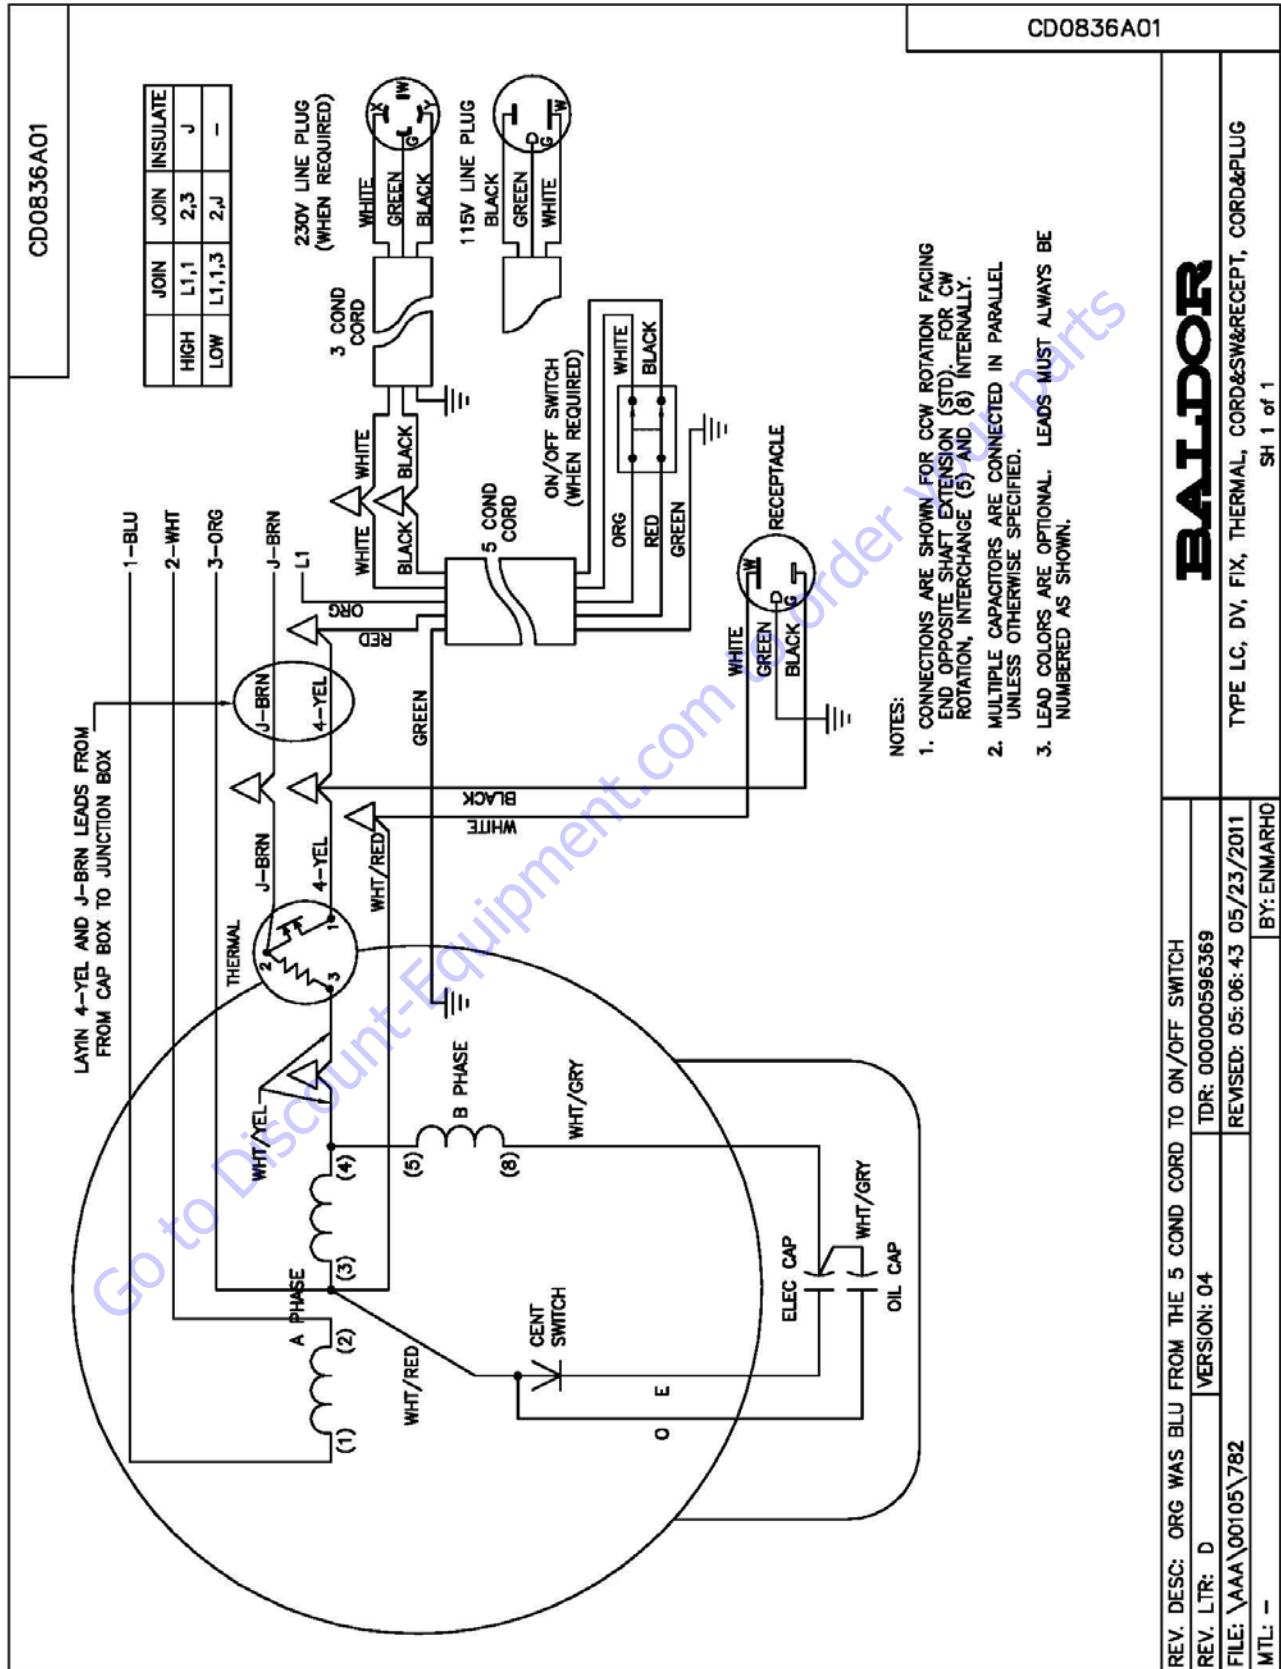 CD0836A01
CD0836A01
JOIN JOIN INSULATE
HIGH L1,1 2,3 J
LOW L1,1,3 2,J –
LAYIN 4-YEL AND J-BRN LEADS FROM
FROM CAP BOX TO JUNCTION BOX
1-BLU
2-WHT
3-ORG
J-BRN
L1
THERMAL
J-BRN
4-YEL
J-BRN
4-YEL
2
1
3
WHT/RED
WHT/YEL
A PHASE
(1)
(2)
(3)
(4)
(5)
(8)
B PHASE
WHT/GRY
WHT/RED
CENT
SWITCH
O
E
ELEC CAP
WHT/GRY
OIL CAP
GREEN
RED
ORG
WHITE
BLACK
WHITE
BLACK
5 COND
CORD
3 COND
CORD
230V LINE PLUG
(WHEN REQUIRED)
WHITE
GREEN
BLACK
X
W
G
Y
115V LINE PLUG
BLACK
GREEN
WHITE
G
W
ON/OFF SWITCH
(WHEN REQUIRED)
ORG
RED
GREEN
WHITE
BLACK
RECEPTACLE
WHITE
GREEN
BLACK
W
G
WHITE
BLACK
NOTES:
1. CONNECTIONS ARE SHOWN FOR CCW ROTATION FACING
END OPPOSITE SHAFT EXTENSION (STD). FOR CW
ROTATION, INTERCHANGE (5) AND (8) INTERNALLY.
2. MULTIPLE CAPACITORS ARE CONNECTED IN PARALLEL
UNLESS OTHERWISE SPECIFIED.
3. LEAD COLORS ARE OPTIONAL. LEADS MUST ALWAYS BE
NUMBERED AS SHOWN.
Go to Discount-Equipment.com to order your parts
REV. DESC: ORG WAS BLU FROM THE 5 COND CORD TO ON/OFF SWITCH
REV. LTR: D VERSION: 04 TDR: 000000596369
FILE: \AAA\00105\782 REVISED: 05:06:43 05/23/2011
MTL: – BY: ENMARHO
BALDOR
TYPE LC, DV, FIX, THERMAL, CORD&SW&RECEPT, CORD&PLUG
SH 1 of 1